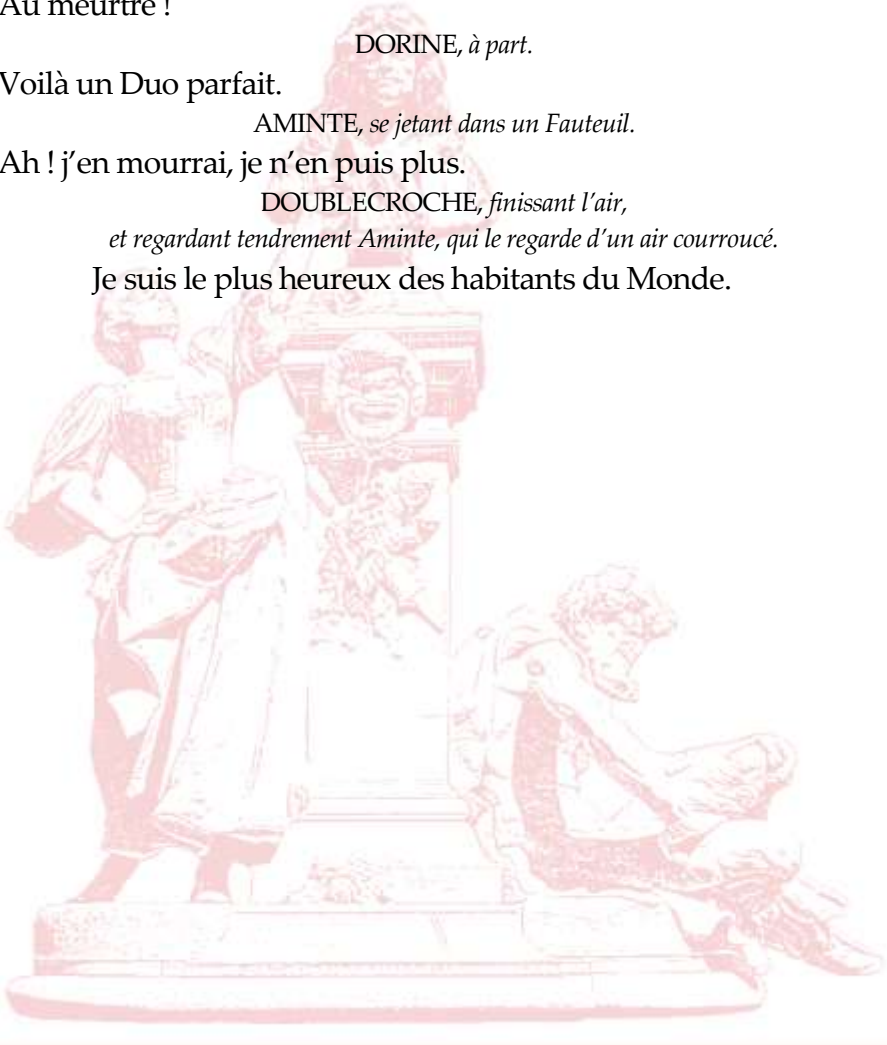 Au meurtre !
DORINE, à part.
Voilà un Duo parfait.
AMINTE, se jetant dans un Fauteuil.
Ah ! j’en mourrai, je n’en puis plus.
DOUBLECROCHE, finissant l’air,
et regardant tendrement Aminte, qui le regarde d’un air courroucé.
Je suis le plus heureux des habitants du Monde.